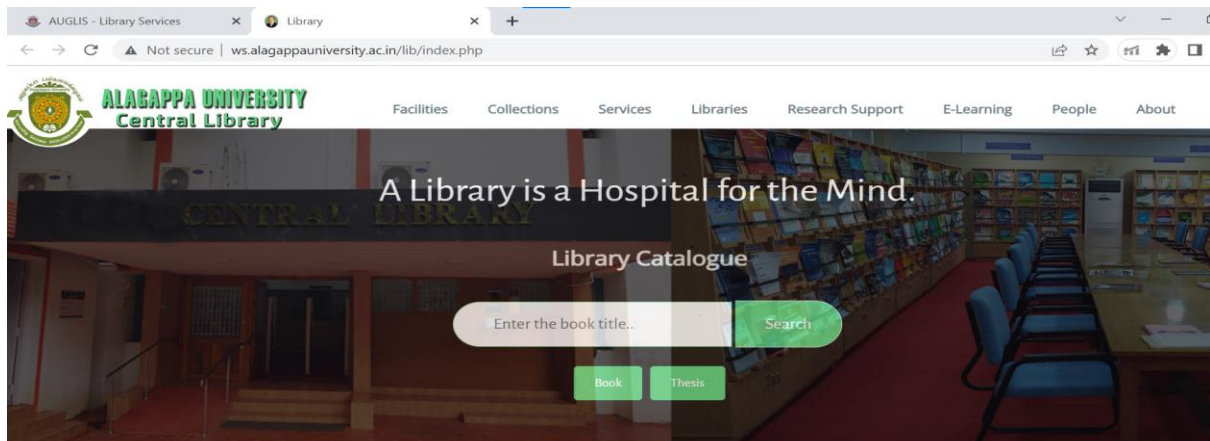 AUGLIS - Library Services Library
Not secure ws.alagappauniversity.ac.in/lib/index.php
ALAGAPPA UNIVERSITY
Central Library
Facilities Collections Services Libraries Research Support E-Learning People About
A Library is a Hospital for the Mind.
CENTRAL LIBRARY
Library Catalogue
Enter the book title.. Search
Book Thesis